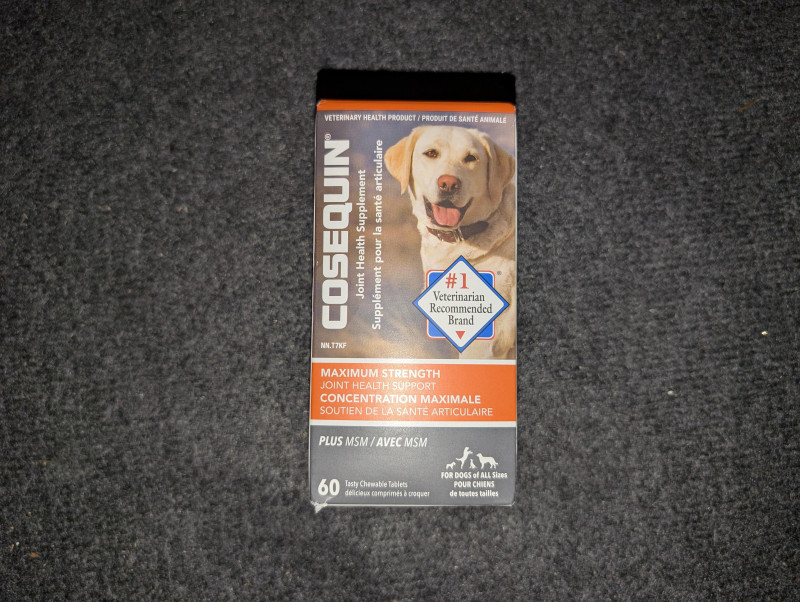 VETERINARY HEALTH PRODUCT / PRODUIT DE SANTÉ ANIMALE
COSEQUIN®
Joint Health Supplement
Supplément pour la santé articulaire
#1
Veterinarian
Recommended
Brand
®
NN.T7KF
MAXIMUM STRENGTH
JOINT HEALTH SUPPORT
CONCENTRATION MAXIMALE
SOUTIEN DE LA SANTÉ ARTICULAIRE
PLUS MSM / AVEC MSM
60 Tasty Chewable Tablets
délicieux comprimés à croquer
FOR DOGS of ALL Sizes
POUR CHIENS
de toutes tailles